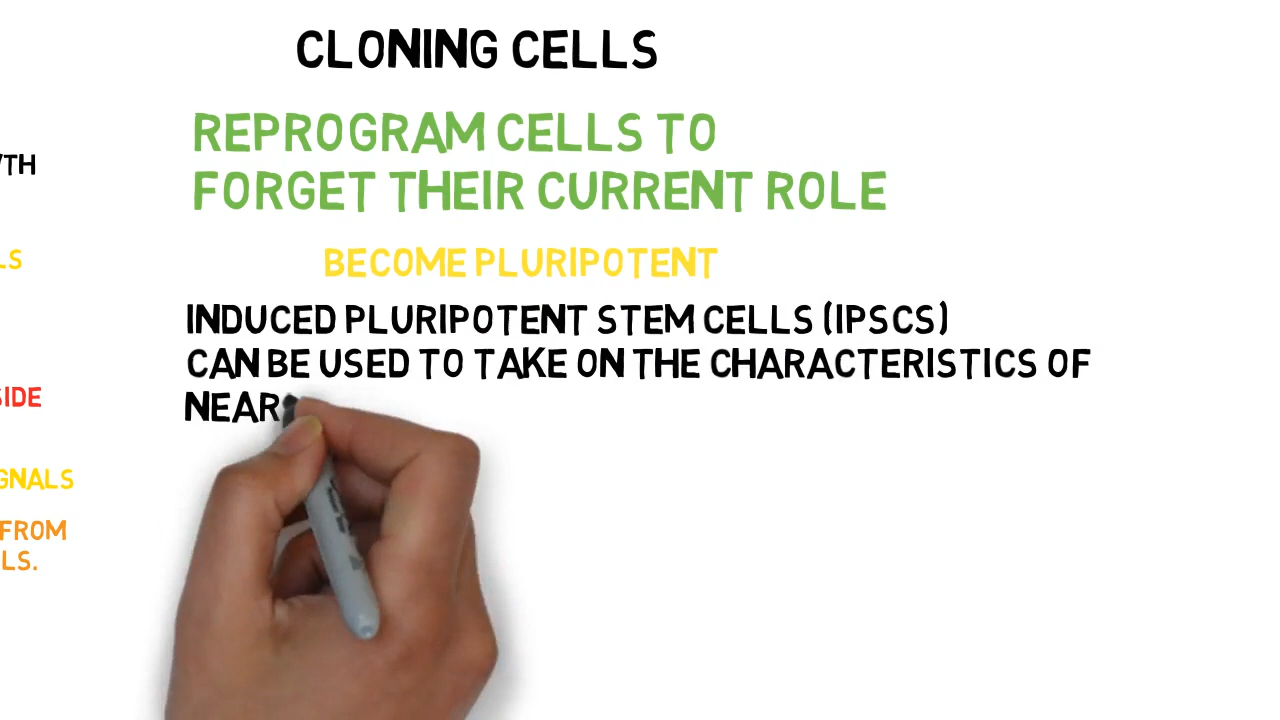 CLONING CELLS
REPROGRAM CELLS TO
FORGET THEIR CURRENT ROLE
BECOME PLURIPOTENT
INDUCED PLURIPOTENT STEM CELLS (IPSCS)
CAN BE USED TO TAKE ON THE CHARACTERISTICS OF
NEAR
FROM